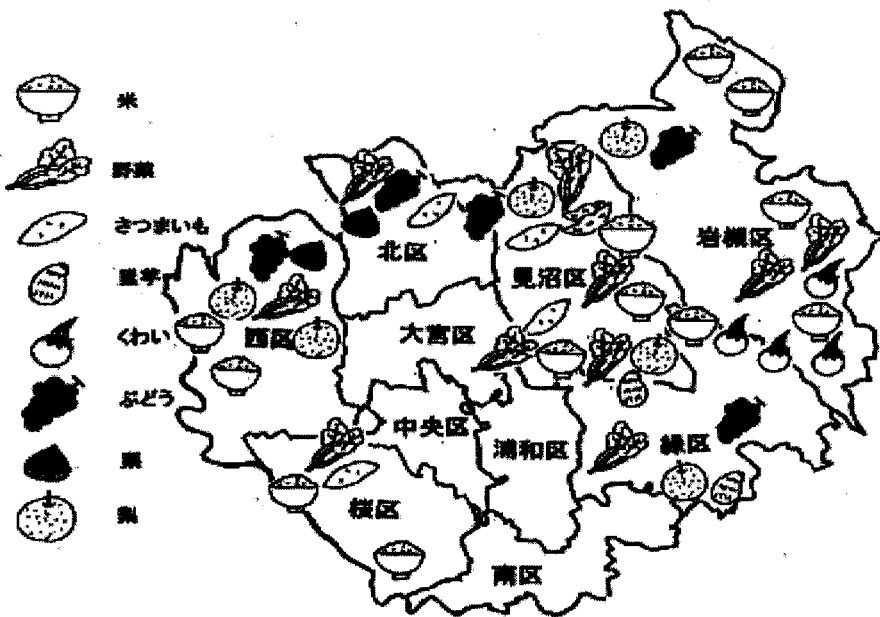 米
野菜
さつまいも
里芋
くわい
ぶどう
栗
梨
岩槻区
北区
見沼区
西区
大宮区
中央区
浦和区
緑区
桜区
南区